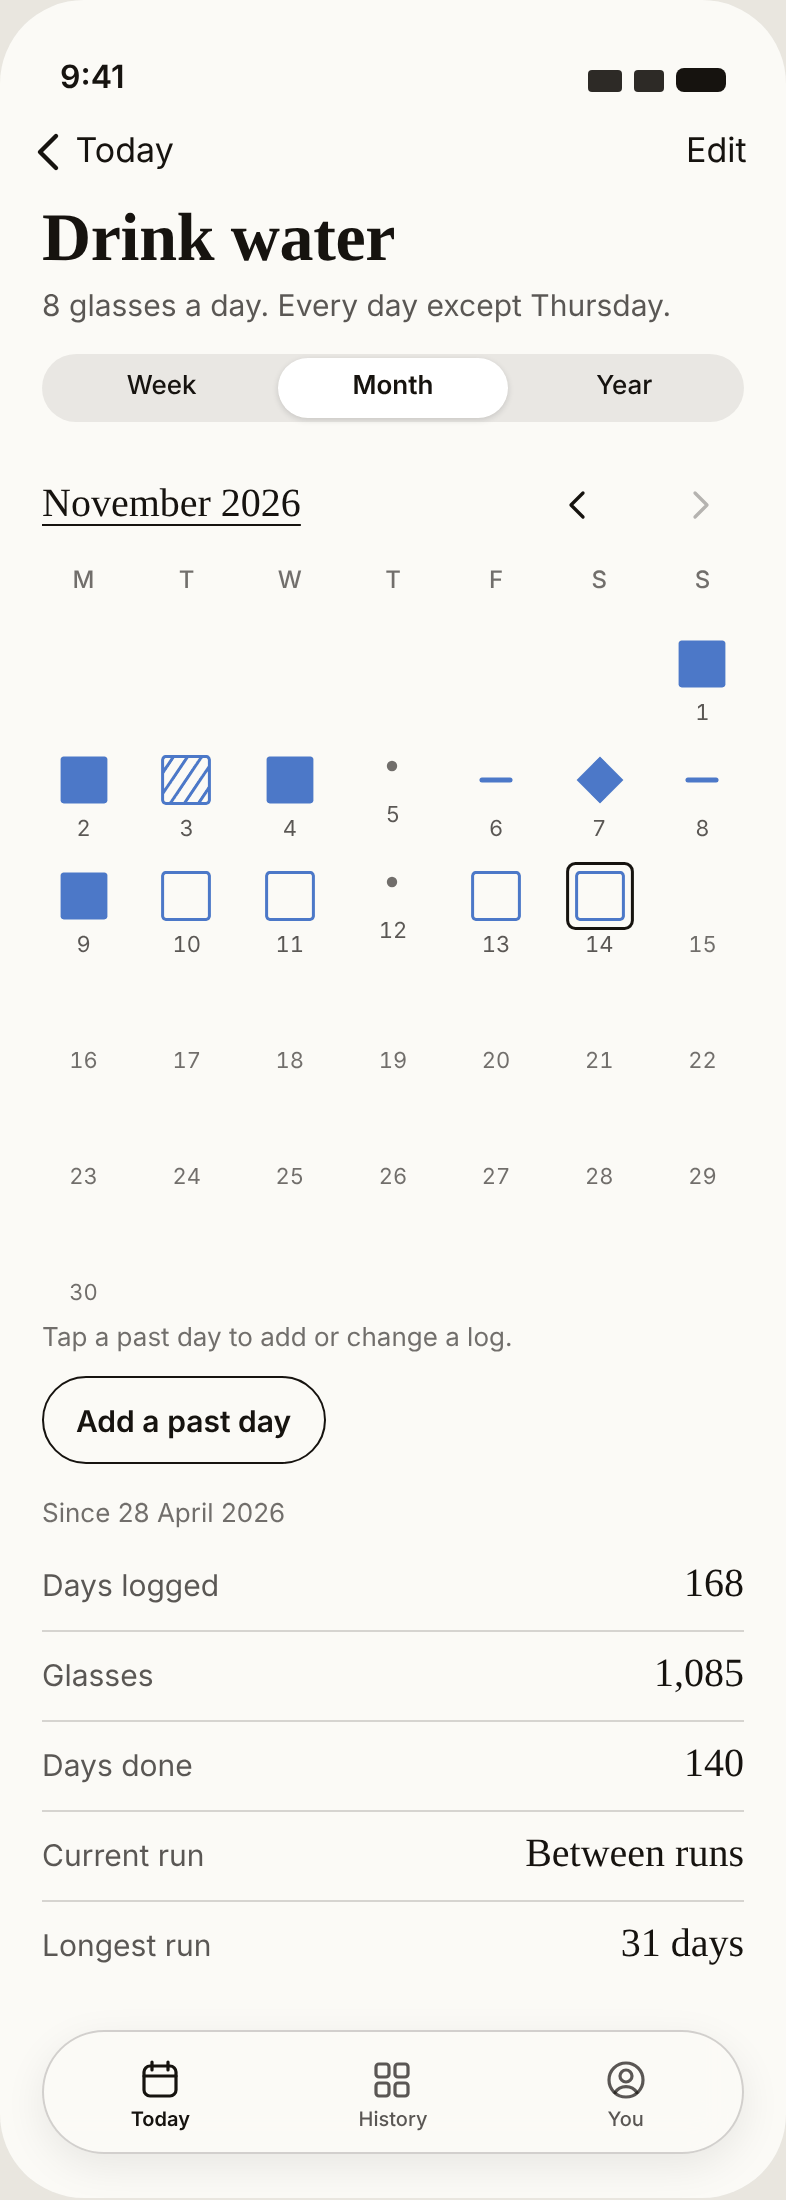 9:41
Today Edit
Drink water
8 glasses a day. Every day except Thursday.
Week Month Year
November 2026
M T W T F S S
1
2 3 4 5 6 7 8
9 10 11 12 13 14 15
16 17 18 19 20 21 22
23 24 25 26 27 28 29
30
Tap a past day to add or change a log.
Add a past day
Since 28 April 2026
Days logged 168
Glasses 1,085
Days done 140
Current run Between runs
Longest run 31 days
Today History You